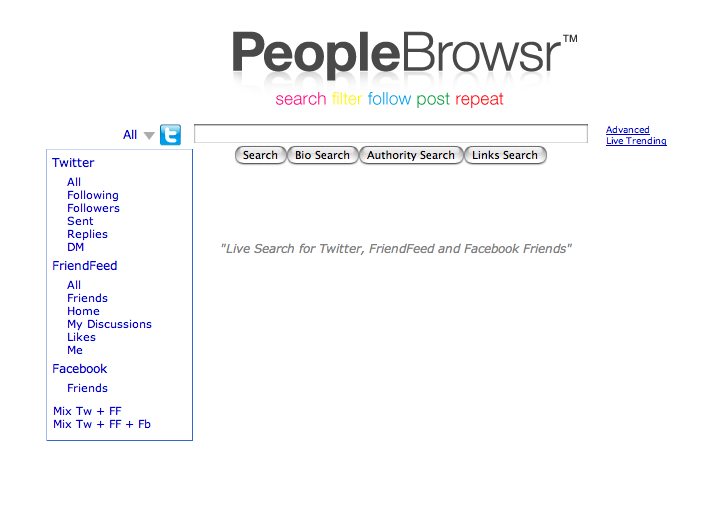 PeopleBrowsr™
search filter follow post repeat
All
Advanced
Live Trending
Search Bio Search Authority Search Links Search
Twitter
All
Following
Followers
Sent
Replies
DM
FriendFeed
All
Friends
Home
My Discussions
Likes
Me
Facebook
Friends
Mix Tw + FF
Mix Tw + FF + Fb
"Live Search for Twitter, FriendFeed and Facebook Friends"